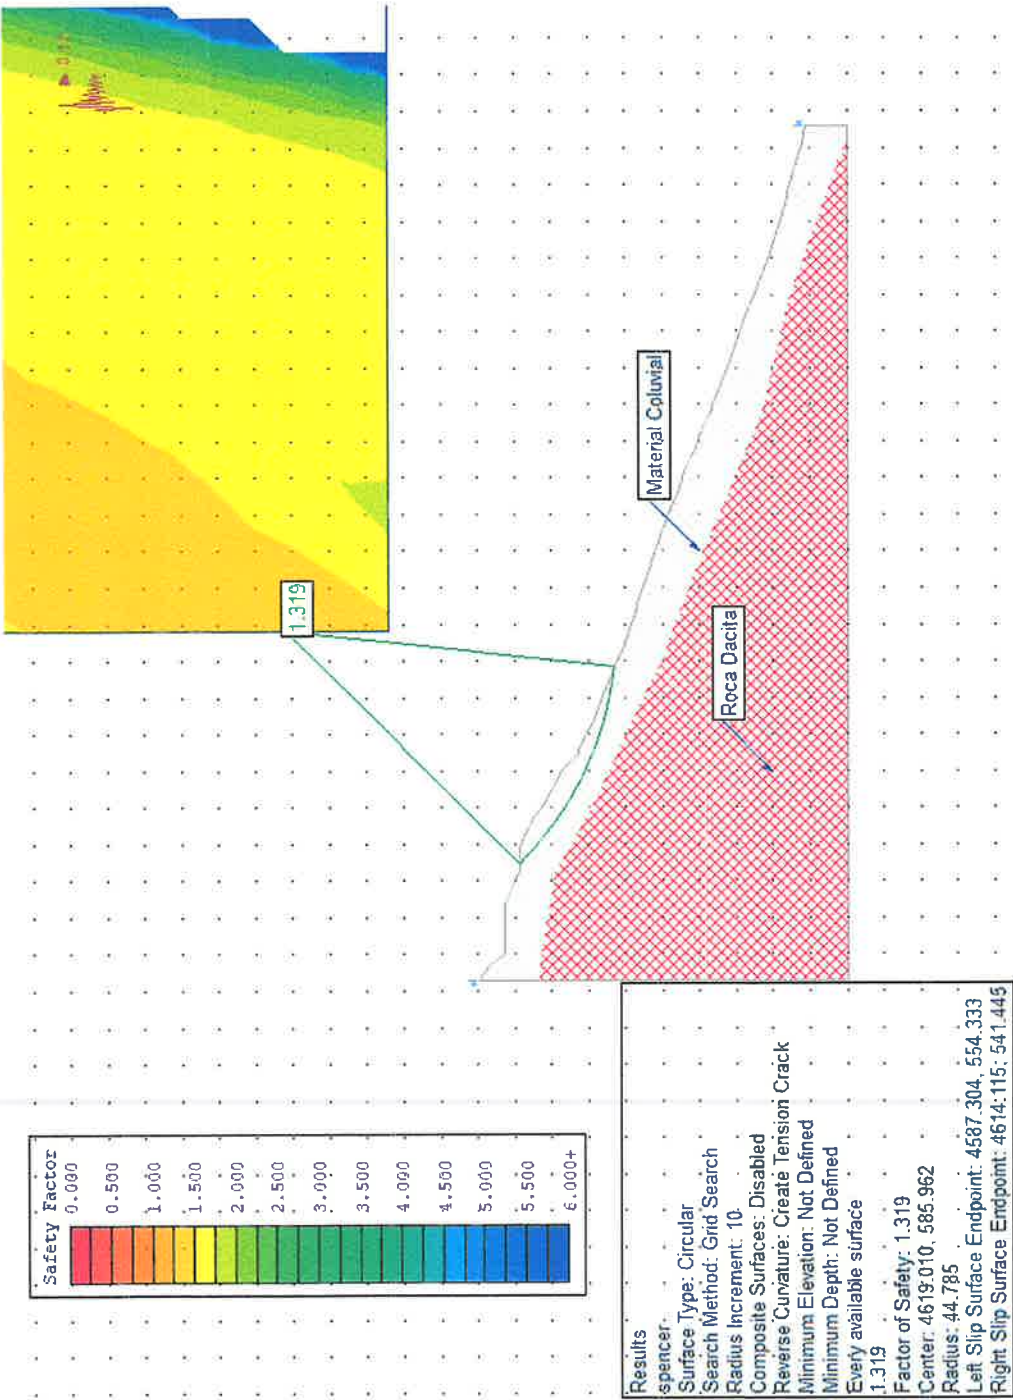 Safety Factor
0.000
0.500
1.000
1.500
2.000
2.500
3.000
3.500
4.000
4.500
5.000
5.500
6.000+
1.319
Material Coluvial
Roca Dacita
Results
spencer
Surface Type: Circular
Search Method: Grid Search
Radius Increment: 10
Composite Surfaces: Disabled
Reverse Curvature: Create Tension Crack
Minimum Elevation: Not Defined
Minimum Depth: Not Defined
Every available surface
1.319
Factor of Safety: 1.319
Center: 4619.010, 585.962
Radius: 44.785
Left Slip Surface Endpoint: 4587.304, 554.333
Right Slip Surface Endpoint: 4614.115, 541.445